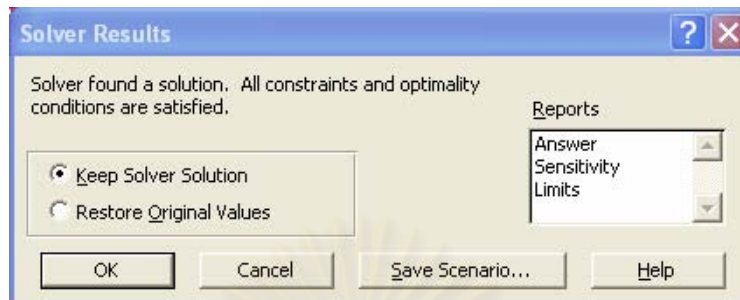 Solver Results
Solver found a solution. All constraints and optimality
conditions are satisfied.
Reports
Answer
Sensitivity
Limits
Keep Solver Solution
Restore Original Values
OK
Cancel
Save Scenario...
Help